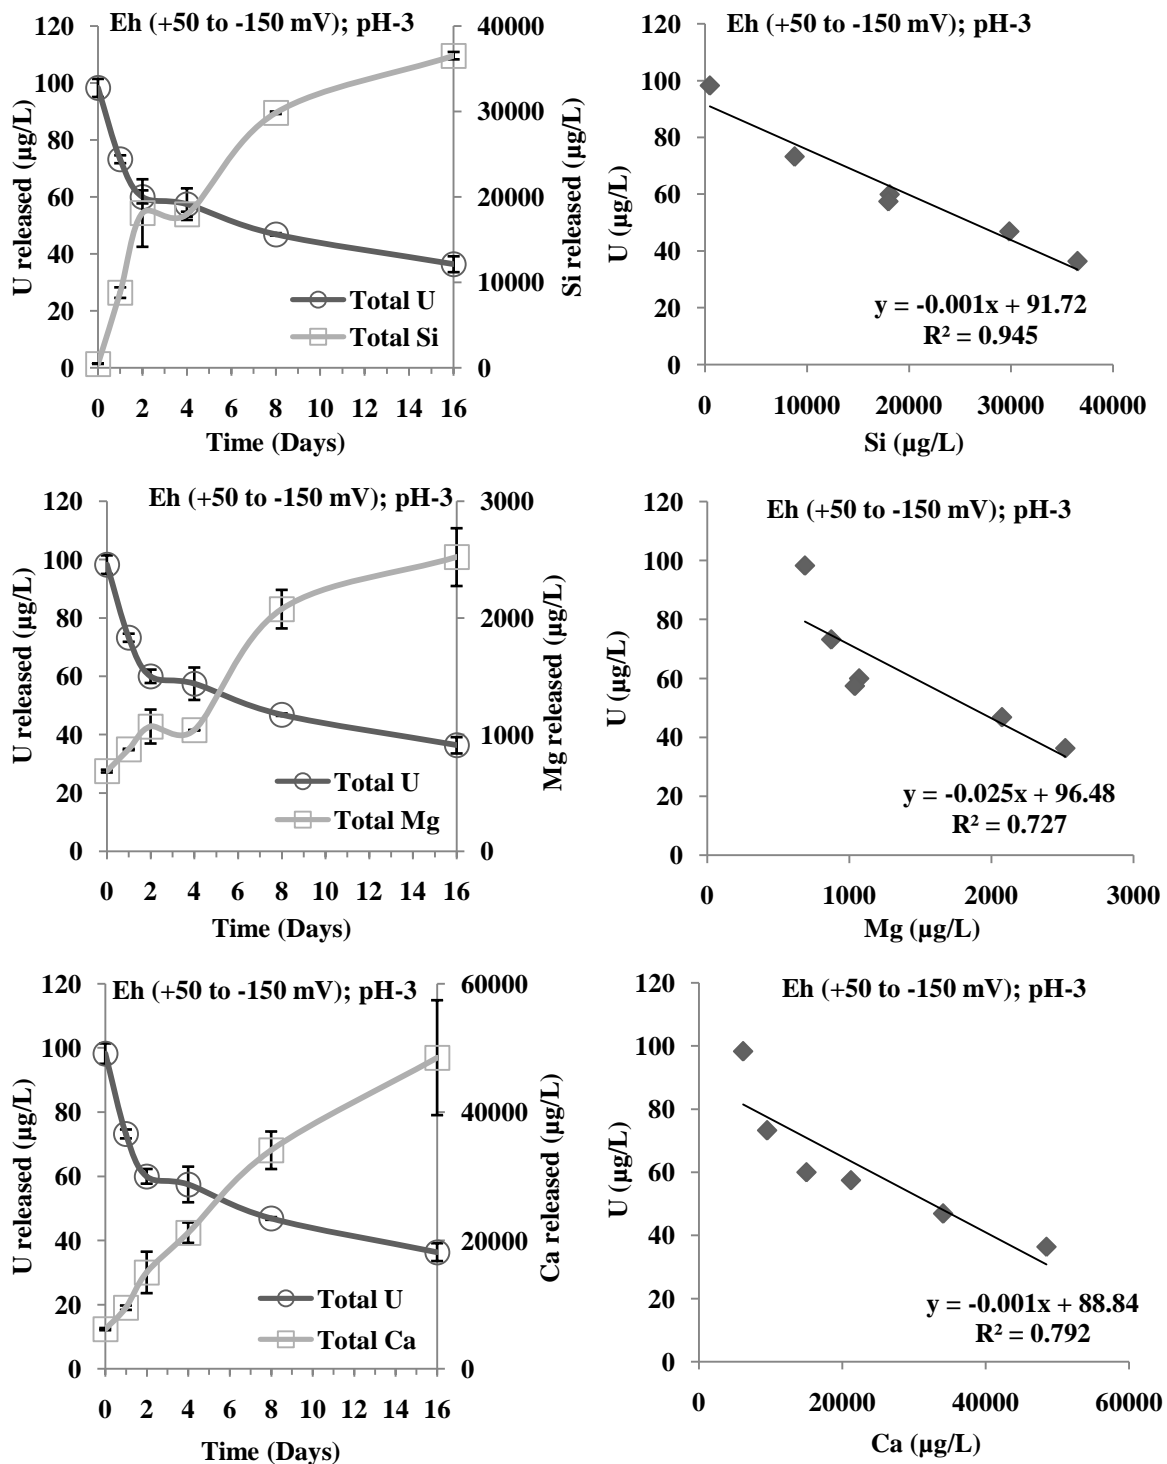 Eh (+50 to -150 mV); pH-3
120
100
80
60
40
20
0
U released (µg/L)
40000
30000
20000
10000
0
Si released (µg/L)
Total U
Total Si
0 2 4 6 8 10 12 14 16
Time (Days)
Eh (+50 to -150 mV); pH-3
120
100
80
60
40
20
0
U (µg/L)
y = -0.001x + 91.72
R² = 0.945
0 10000 20000 30000 40000
Si (µg/L)
Eh (+50 to -150 mV); pH-3
120
100
80
60
40
20
0
U released (µg/L)
3000
2000
1000
0
Mg released (µg/L)
Total U
Total Mg
0 2 4 6 8 10 12 14 16
Time (Days)
Eh (+50 to -150 mV); pH-3
120
100
80
60
40
20
0
U (µg/L)
y = -0.025x + 96.48
R² = 0.727
0 1000 2000 3000
Mg (µg/L)
Eh (+50 to -150 mV); pH-3
120
100
80
60
40
20
0
U released (µg/L)
60000
40000
20000
0
Ca released (µg/L)
Total U
Total Ca
0 2 4 6 8 10 12 14 16
Time (Days)
Eh (+50 to -150 mV); pH-3
120
100
80
60
40
20
0
U (µg/L)
y = -0.001x + 88.84
R² = 0.792
0 20000 40000 60000
Ca (µg/L)